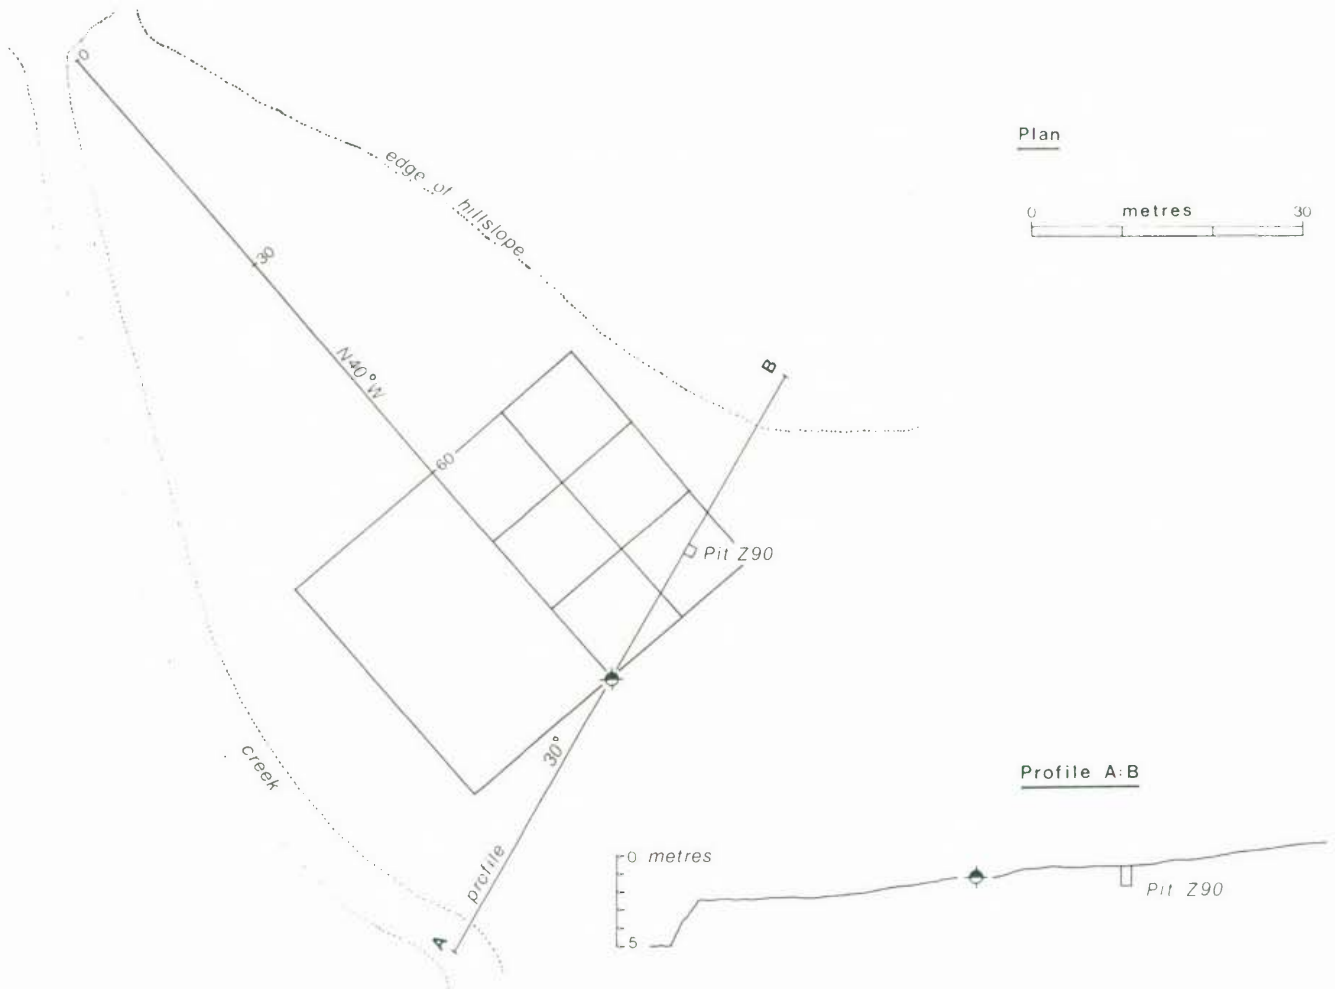 0
Plan
edge of hillslope
0 metres 30
30
N40°W
B
60
Pit Z90
30°
creek
Profile A:B
profile
0 metres
Pit Z90
A
5